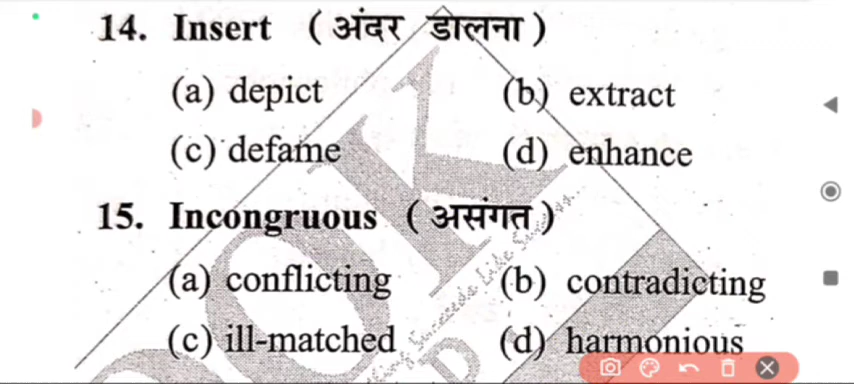 14. Insert (अंदर डालना)
(a) depict (b) extract
(c) defame (d) enhance
15. Incongruous (असंगत)
(a) conflicting (b) contradicting
(c) ill-matched (d) harmonious